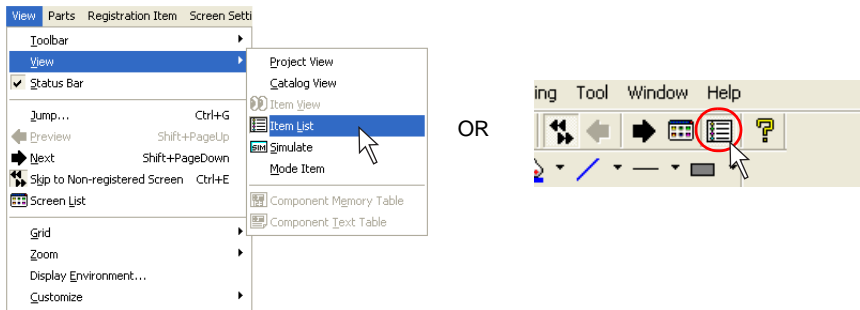 View Parts Registration Item Screen Setti
Toolbar
View
Status Bar
Jump... Ctrl+G
Preview Shift+PageUp
Next Shift+PageDown
Skip to Non-registered Screen Ctrl+E
Screen List
Grid
Zoom
Display Environment...
Customize
Project View
Catalog View
Item View
Item List
SIM Simulate
Mode Item
Component Memory Table
Component Text Table
OR
ing Tool Window Help